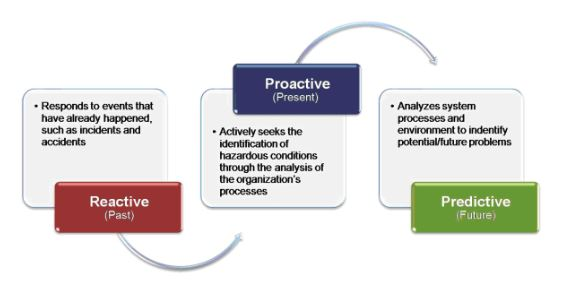 • Responds to events that
have already happened,
such as incidents and
accidents
Reactive
(Past)
Proactive
(Present)
• Actively seeks the
identification of
hazardous conditions
through the analysis of
the organization's
processes
• Analyzes system
processes and
environment to indentify
potential/future problems
Predictive
(Future)